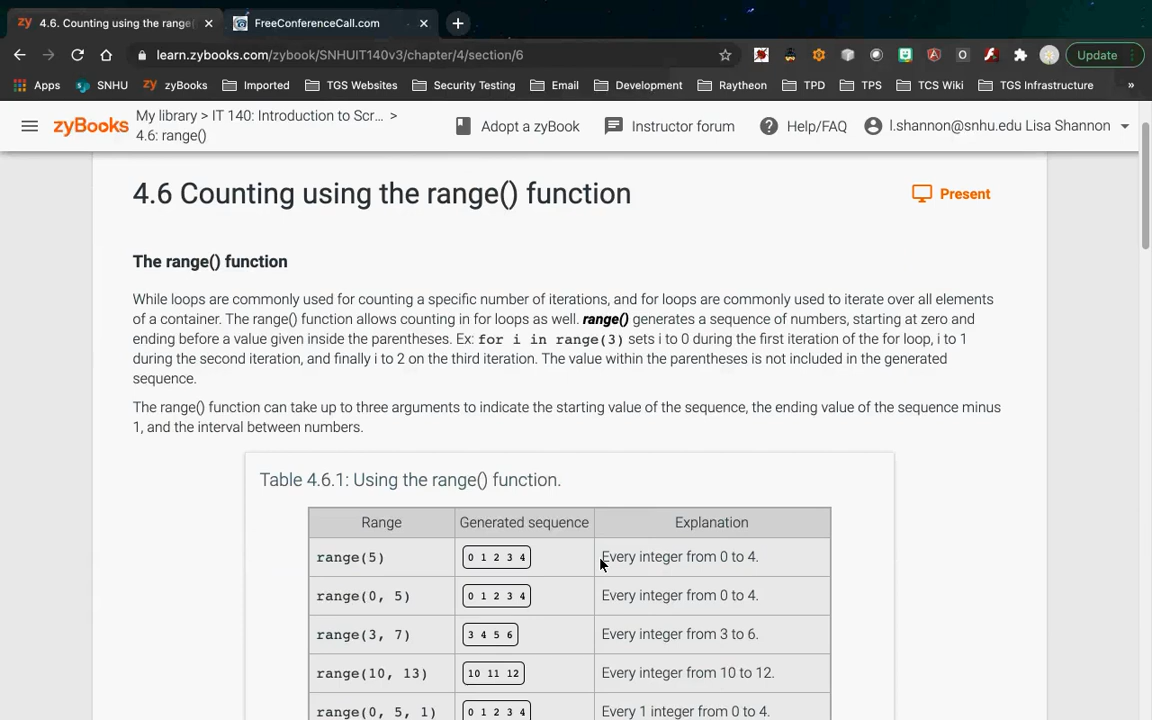 zy 4.6. Counting using the range( FreeConferenceCall.com
learn.zybooks.com/zybook/SNHUIT140v3/chapter/4/section/6 Update
Apps SNHU zy zyBooks Imported TGS Websites Security Testing Email Development Raytheon TPD TPS TCS Wiki TGS Infrastructure »
zyBooks My library > IT 140: Introduction to Scr... >
4.6: range()
Adopt a zyBook Instructor forum Help/FAQ l.shannon@snhu.edu Lisa Shannon
4.6 Counting using the range() function
Present
The range() function
While loops are commonly used for counting a specific number of iterations, and for loops are commonly used to iterate over all elements
of a container. The range() function allows counting in for loops as well. range() generates a sequence of numbers, starting at zero and
ending before a value given inside the parentheses. Ex: for i in range(3) sets i to 0 during the first iteration of the for loop, i to 1
during the second iteration, and finally i to 2 on the third iteration. The value within the parentheses is not included in the generated
sequence.
The range() function can take up to three arguments to indicate the starting value of the sequence, the ending value of the sequence minus
1, and the interval between numbers.
Table 4.6.1: Using the range() function.
Range Generated sequence Explanation
range(5) 0 1 2 3 4 Every integer from 0 to 4.
range(0, 5) 0 1 2 3 4 Every integer from 0 to 4.
range(3, 7) 3 4 5 6 Every integer from 3 to 6.
range(10, 13) 10 11 12 Every integer from 10 to 12.
range(0, 5, 1) 0 1 2 3 4 Every 1 integer from 0 to 4.